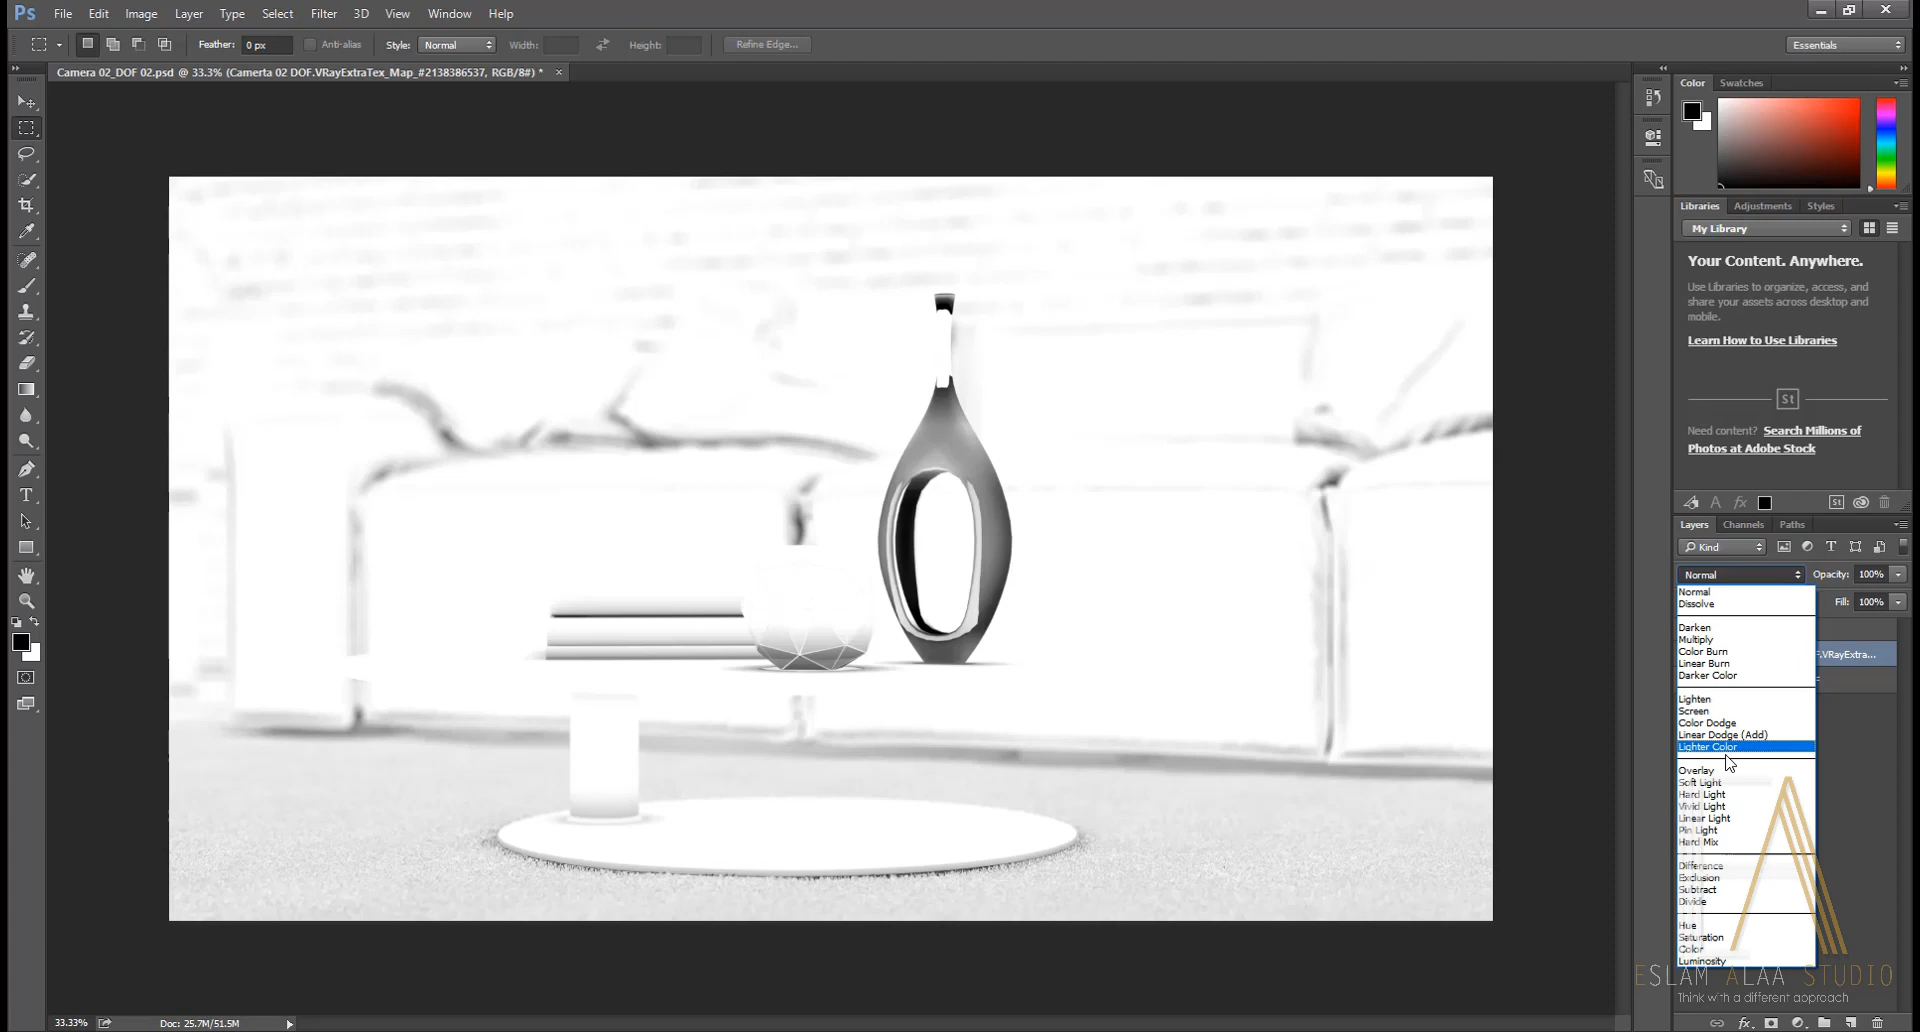 Ps File Edit Image Layer Type Select Filter 3D View Window Help
Feather: 0 px Anti-alias Style: Normal Width: Height: Refine Edge... Essentials
Camera 02_DOF 02.psd @ 33.3% (Camerta 02 DOF.VRayExtraTex_Map_#2138386537, RGB/8#) *
Color Swatches
Libraries Adjustments Styles
My Library
Your Content. Anywhere.
Use Libraries to organize, access, and
share your assets across desktop and
mobile.
Learn How to Use Libraries
St
Need content? Search Millions of
Photos at Adobe Stock
A fx St
Layers Channels Paths
Kind
Normal Opacity: 100%
Fill: 100%
Normal
Dissolve
Darken
Multiply
Color Burn
Linear Burn
Darker Color
Lighten
Screen
Color Dodge
Linear Dodge (Add)
Lighter Color
Overlay
Soft Light
Hard Light
Vivid Light
Linear Light
Pin Light
Hard Mix
Difference
Exclusion
Subtract
Divide
Hue
Saturation
Color
Luminosity
F.VRayExtra...
ESLAM ALAA STUDIO
Think with a different approach
33.33% Doc: 25.7M/51.5M
fx